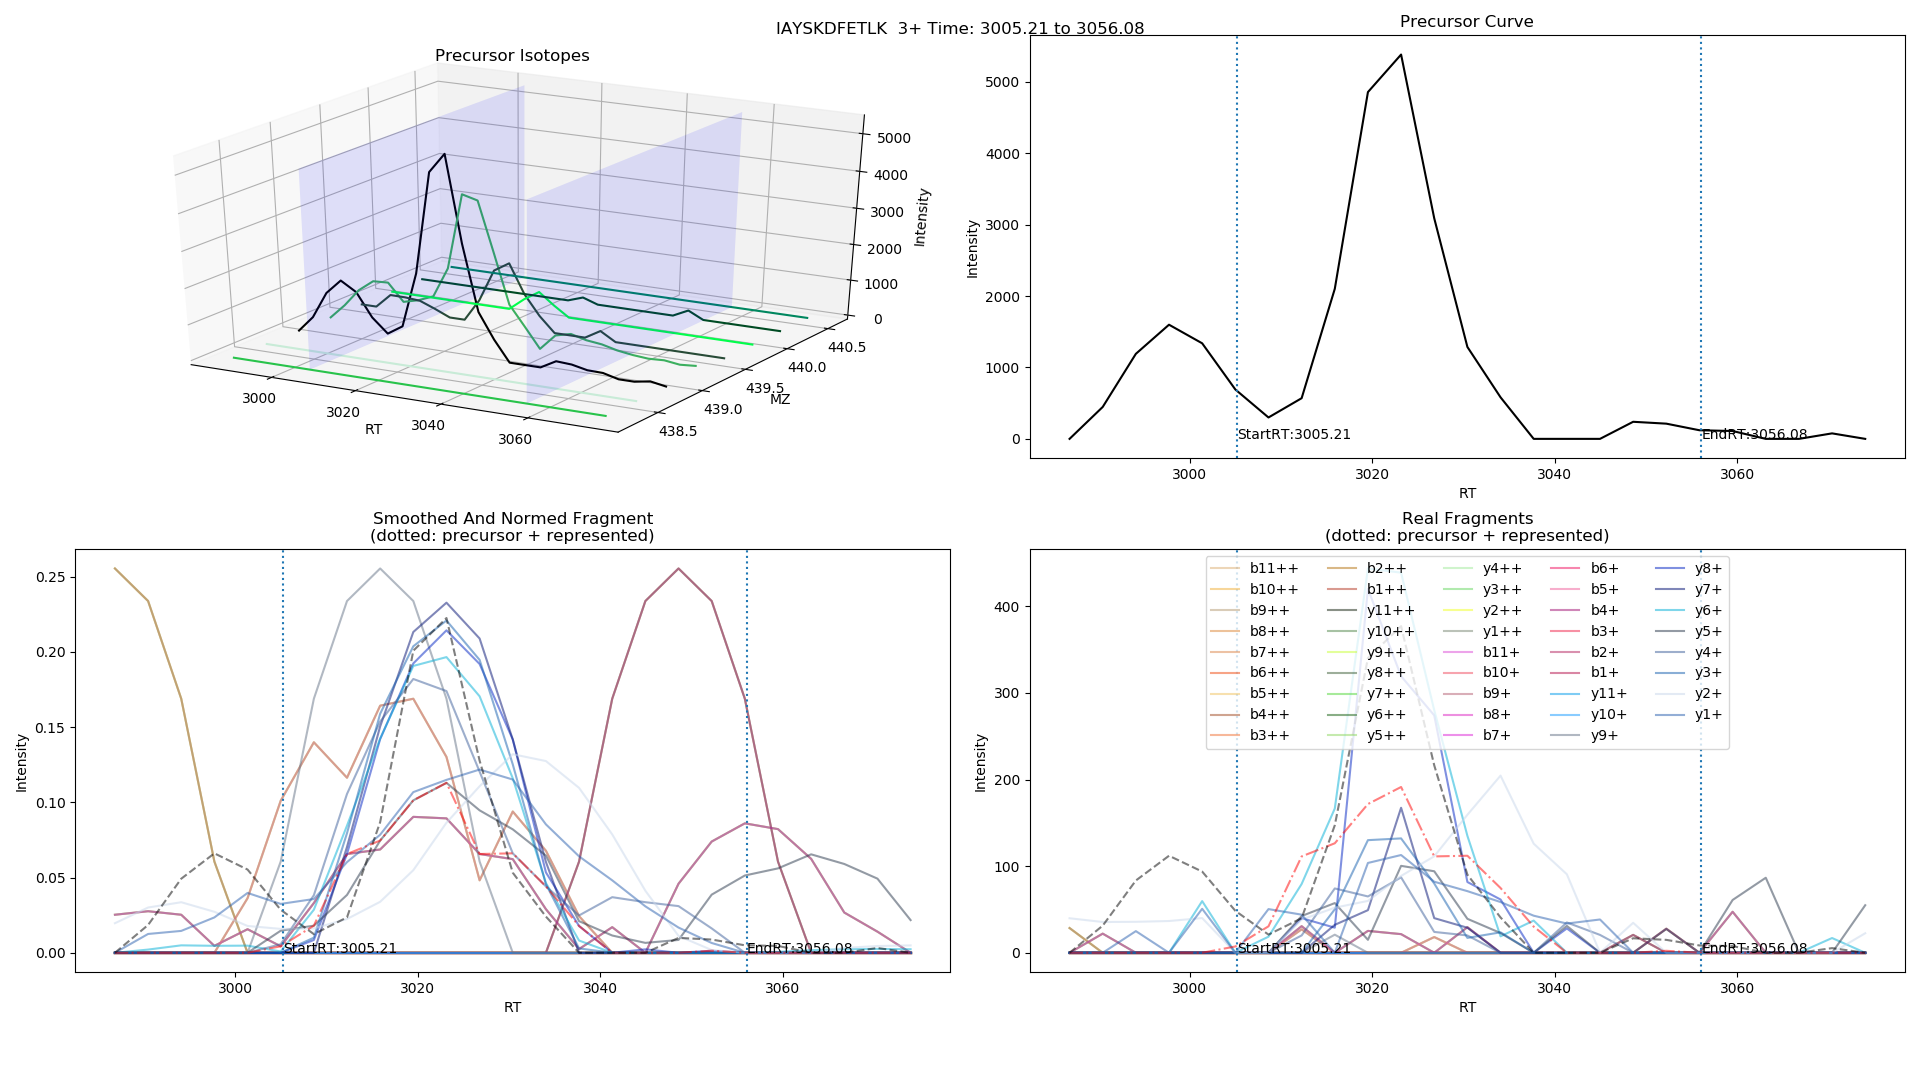 IAYSKDFETLK  3+ Time: 3005.21 to 3056.08
Precursor Isotopes
5000
4000
3000
2000
1000
0
Intensity
3000
3020
3040
3060
RT
438.5
439.0
439.5
440.0
440.5
MZ
Precursor Curve
5000
4000
3000
2000
1000
0
Intensity
StartRT:3005.21
EndRT:3056.08
3000
3020
3040
3060
RT
Smoothed And Normed Fragment
(dotted: precursor + represented)
0.25
0.20
0.15
0.10
0.05
0.00
Intensity
StartRT:3005.21
EndRT:3056.08
3000
3020
3040
3060
RT
Real Fragments
(dotted: precursor + represented)
400
300
200
100
0
Intensity
b11++
b10++
b9++
b8++
b7++
b6++
b5++
b4++
b3++
b2++
b1++
y11++
y10++
y9++
y8++
y7++
y6++
y5++
y4++
y3++
y2++
y1++
b11+
b10+
b9+
b8+
b7+
b6+
b5+
b4+
b3+
b2+
b1+
y11+
y10+
y9+
y8+
y7+
y6+
y5+
y4+
y3+
y2+
y1+
StartRT:3005.21
EndRT:3056.08
3000
3020
3040
3060
RT